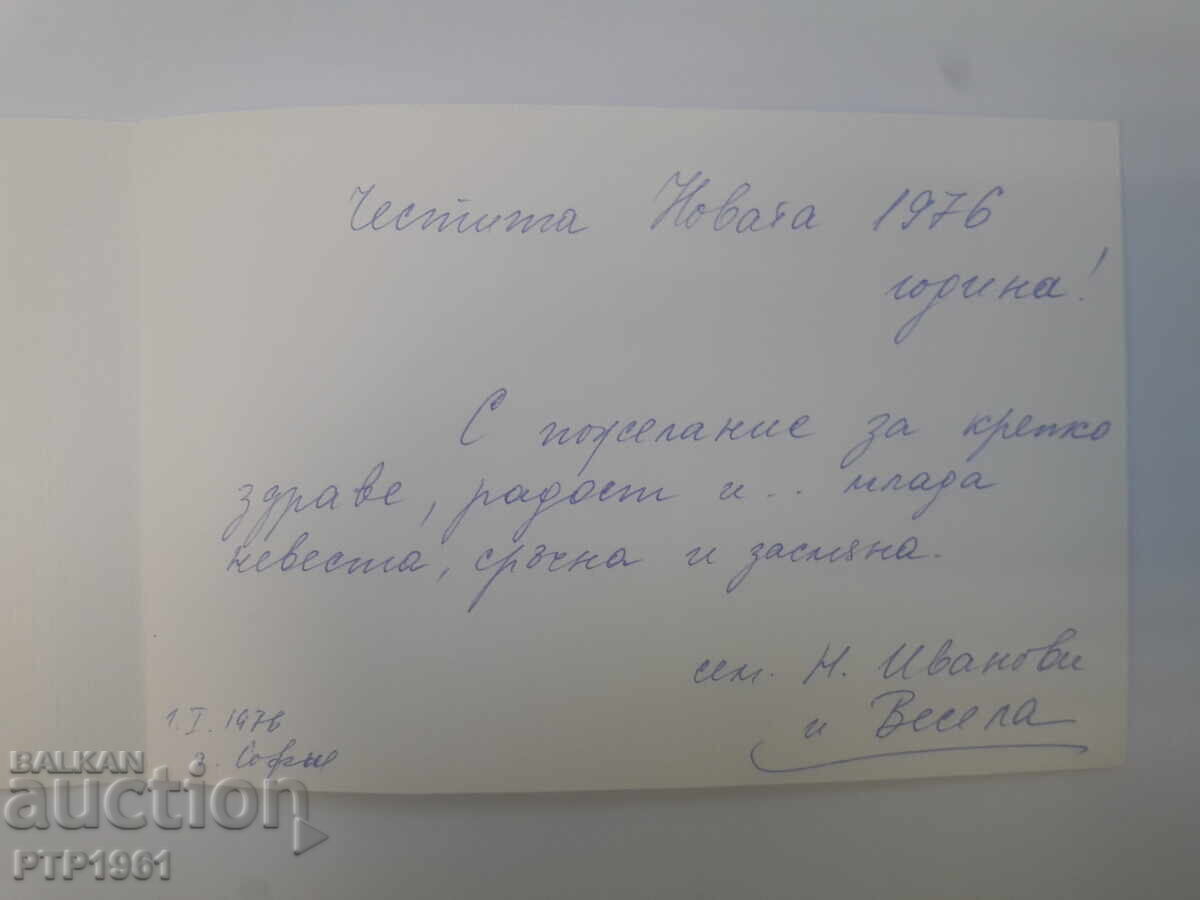 Честита Новата 1976
година!
С пожелание за крепко
здраве, радост и .. млада
невеста, сръчна и засмяна.
сем. Н. Иванови
и Весела
1. I. 1976
г. София
BALKAN
auction
PTP1961